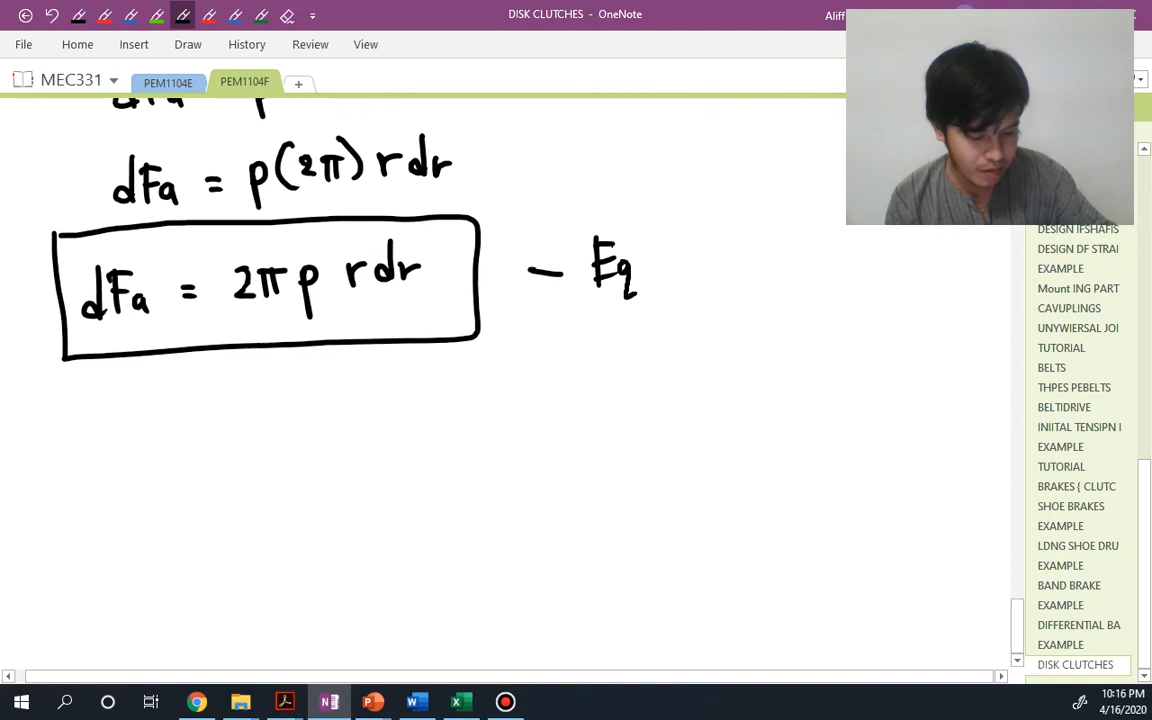 DISK CLUTCHES - OneNote
Aliff
File Home Insert Draw History Review View
MEC331 PEM1104E PEM1104F
dFa = p(2π) r dr
dFa = 2π p r dr – Eq
DESIGN IFSHAFIS
DESIGN DF STRAI
EXAMPLE
Mount ING PART
CAVUPLINGS
UNYWIERSAL JOI
TUTORIAL
BELTS
THPES PEBELTS
BELTIDRIVE
INIITAL TENSIPN I
EXAMPLE
TUTORIAL
BRAKES { CLUTC
SHOE BRAKES
EXAMPLE
LDNG SHOE DRU
EXAMPLE
BAND BRAKE
EXAMPLE
DIFFERENTIAL BA
EXAMPLE
DISK CLUTCHES
10:16 PM
4/16/2020